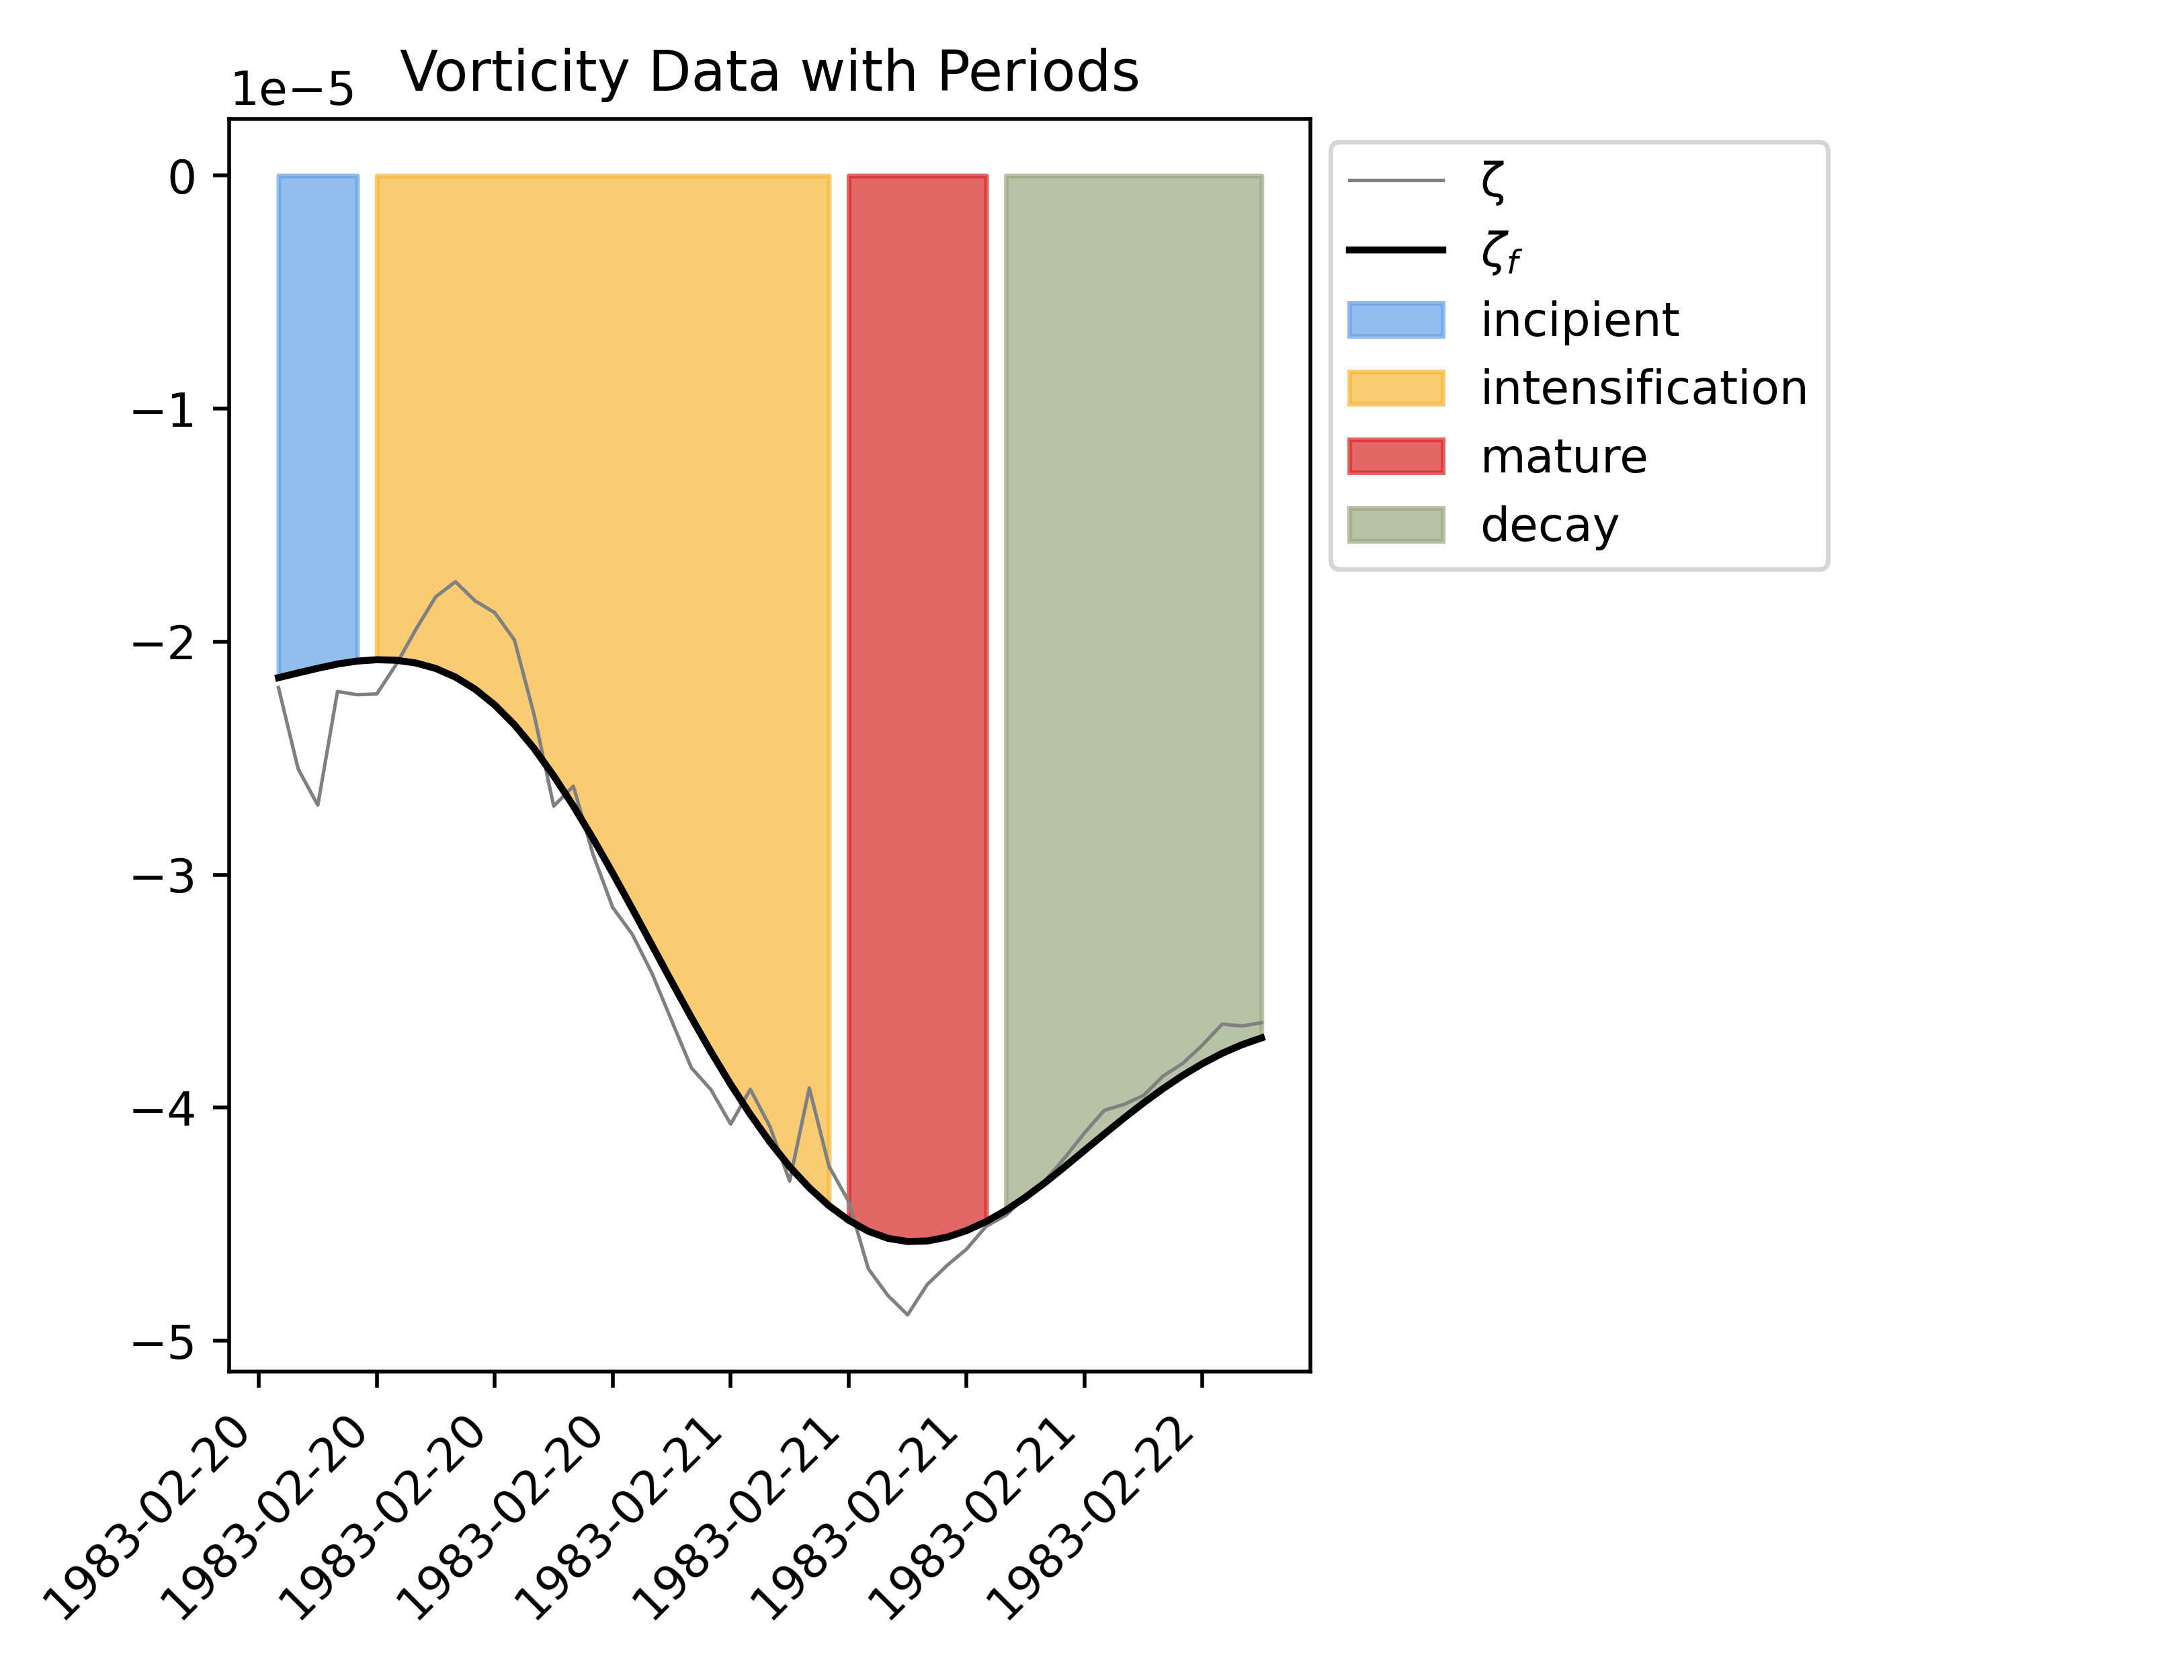 Vorticity Data with Periods
1e−5
0
−1
−2
−3
−4
−5
1983-02-20
1983-02-20
1983-02-20
1983-02-20
1983-02-21
1983-02-21
1983-02-21
1983-02-21
1983-02-22
ζ
ζf
incipient
intensification
mature
decay